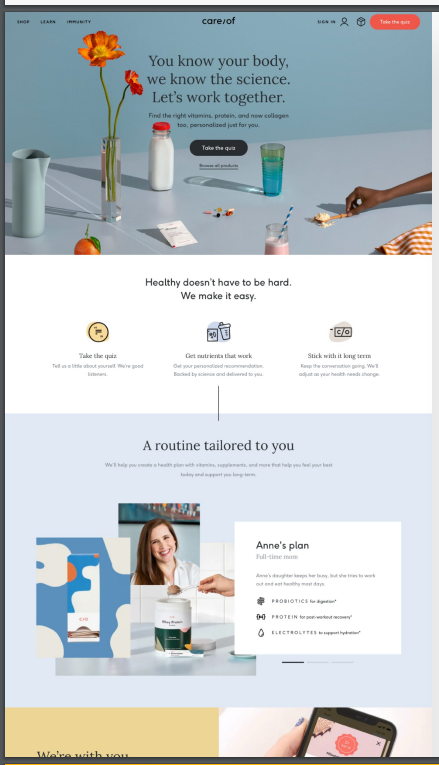 SHOP LEARN IMMUNITY
care/of
SIGN IN
Take the quiz
You know your body,
we know the science.
Let's work together.
Find the right vitamins, protein, and now collagen
too, personalized just for you.
Take the quiz
Browse all products
Healthy doesn't have to be hard.
We make it easy.
Take the quiz
Tell us a little about yourself. We're good
listeners.
Get nutrients that work
Get your personalized recommendation.
Backed by science and delivered to you.
C/O
Stick with it long term
Keep the conversation going. We'll
adjust as your health needs change.
A routine tailored to you
We'll help you create a health plan with vitamins, supplements, and more that help you feel your best
today and support you long-term.
C/O
Whey Protein
Anne's plan
Full-time mom
Anne's daughter keeps her busy, but she tries to work
out and eat healthy most days.
PROBIOTICS for digestion*
PROTEIN for post-workout recovery*
ELECTROLYTES to support hydration*
We're with you